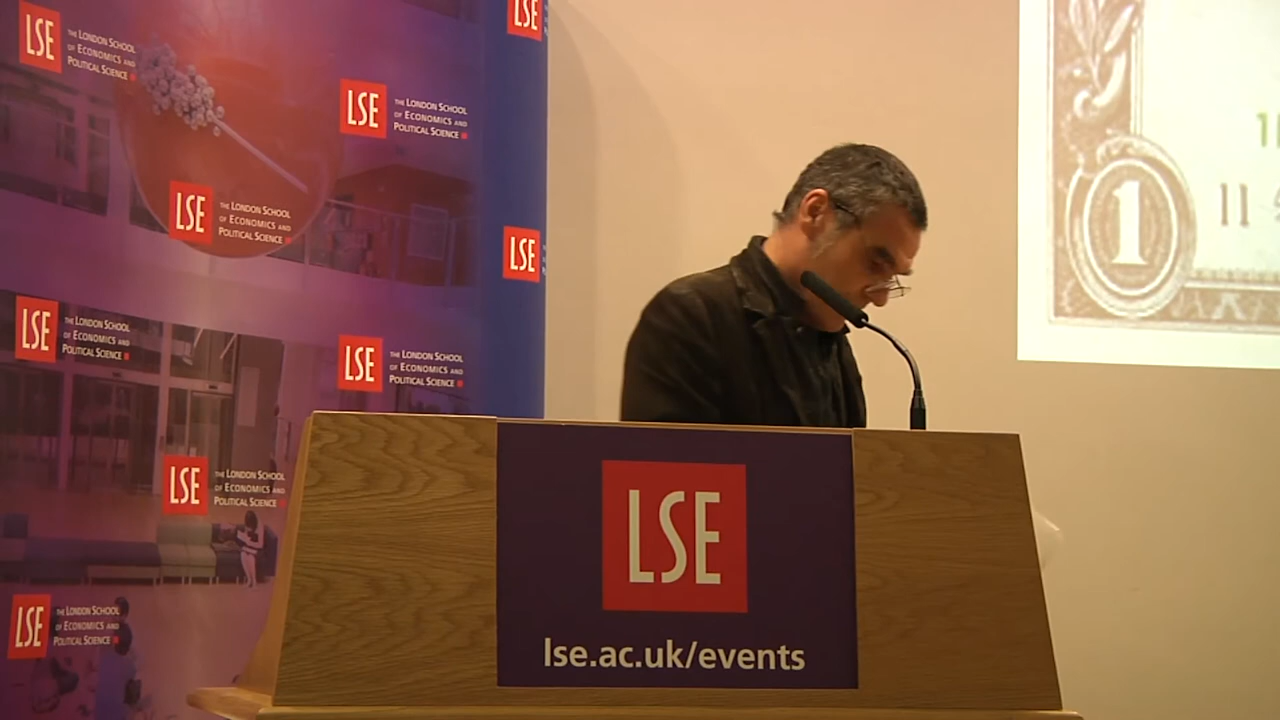 LSE
THE LONDON SCHOOL
OF ECONOMICS AND
POLITICAL SCIENCE
LSE
LSE
THE LONDON SCHOOL
OF ECONOMICS AND
POLITICAL SCIENCE
LSE
THE LONDON SCHOOL
OF ECONOMICS AND
POLITICAL SCIENCE
LSE
LSE
THE LONDON SCHOOL
OF ECONOMICS AND
POLITICAL SCIENCE
LSE
THE LONDON SCHOOL
OF ECONOMICS AND
POLITICAL SCIENCE
LSE
THE LONDON SCHOOL
OF ECONOMICS AND
POLITICAL SCIENCE
LSE
THE LONDON SCHOOL
OF ECONOMICS AND
POLITICAL SCIENCE
LSE
lse.ac.uk/events
1